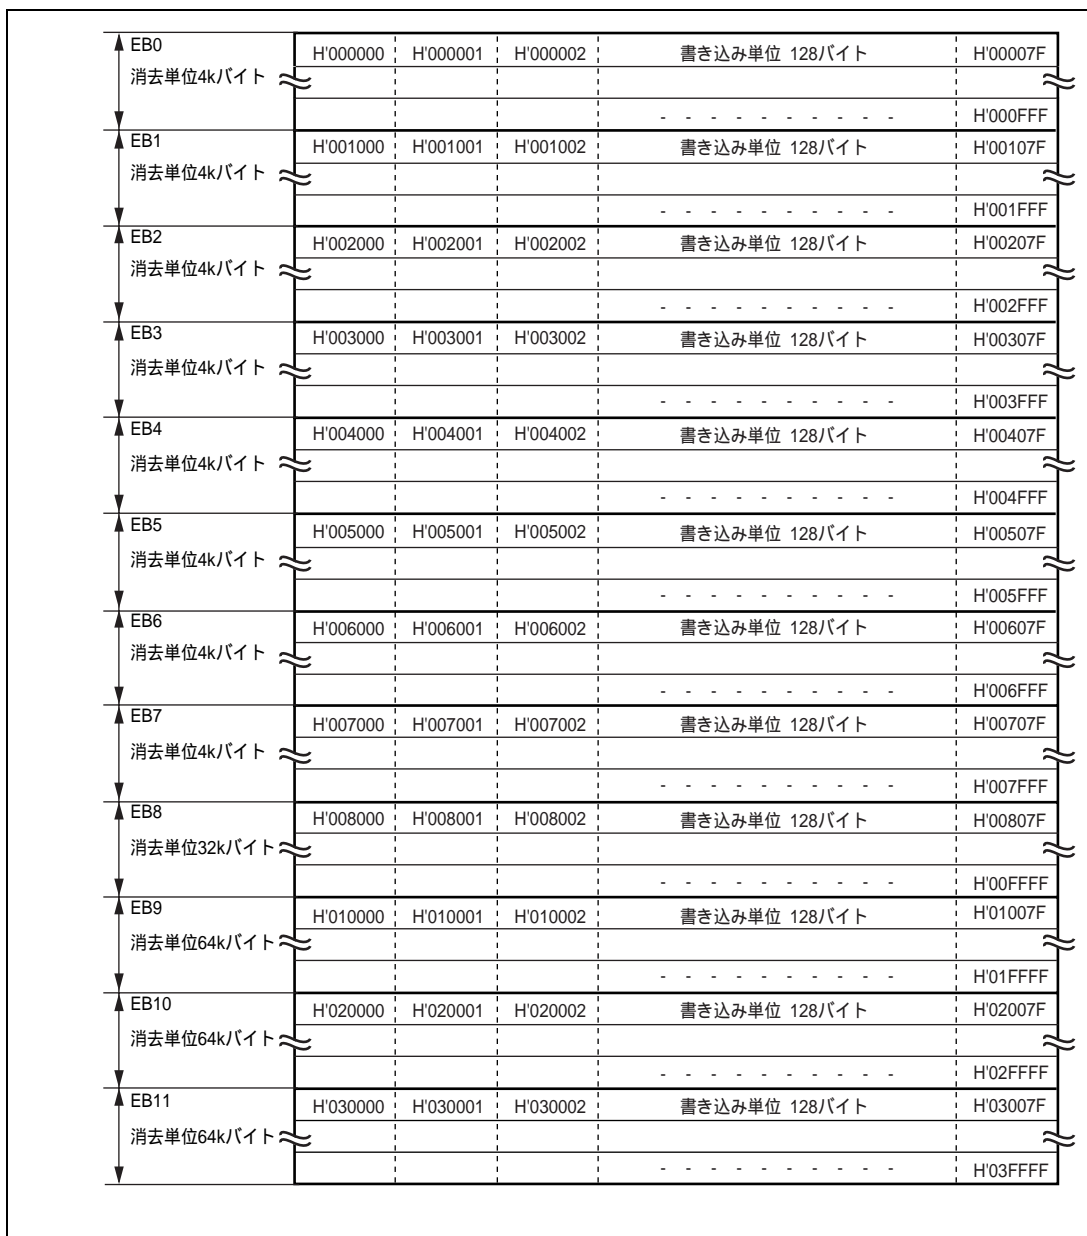 EB0
H'000000 H'000001 H'000002 書き込み単位 128バイト H'00007F
消去単位4kバイト
- - - - - - - - - - H'000FFF
EB1
H'001000 H'001001 H'001002 書き込み単位 128バイト H'00107F
消去単位4kバイト
- - - - - - - - - - H'001FFF
EB2
H'002000 H'002001 H'002002 書き込み単位 128バイト H'00207F
消去単位4kバイト
- - - - - - - - - - H'002FFF
EB3
H'003000 H'003001 H'003002 書き込み単位 128バイト H'00307F
消去単位4kバイト
- - - - - - - - - - H'003FFF
EB4
H'004000 H'004001 H'004002 書き込み単位 128バイト H'00407F
消去単位4kバイト
- - - - - - - - - - H'004FFF
EB5
H'005000 H'005001 H'005002 書き込み単位 128バイト H'00507F
消去単位4kバイト
- - - - - - - - - - H'005FFF
EB6
H'006000 H'006001 H'006002 書き込み単位 128バイト H'00607F
消去単位4kバイト
- - - - - - - - - - H'006FFF
EB7
H'007000 H'007001 H'007002 書き込み単位 128バイト H'00707F
消去単位4kバイト
- - - - - - - - - - H'007FFF
EB8
H'008000 H'008001 H'008002 書き込み単位 128バイト H'00807F
消去単位32kバイト
- - - - - - - - - - H'00FFFF
EB9
H'010000 H'010001 H'010002 書き込み単位 128バイト H'01007F
消去単位64kバイト
- - - - - - - - - - H'01FFFF
EB10
H'020000 H'020001 H'020002 書き込み単位 128バイト H'02007F
消去単位64kバイト
- - - - - - - - - - H'02FFFF
EB11
H'030000 H'030001 H'030002 書き込み単位 128バイト H'03007F
消去単位64kバイト
- - - - - - - - - - H'03FFFF